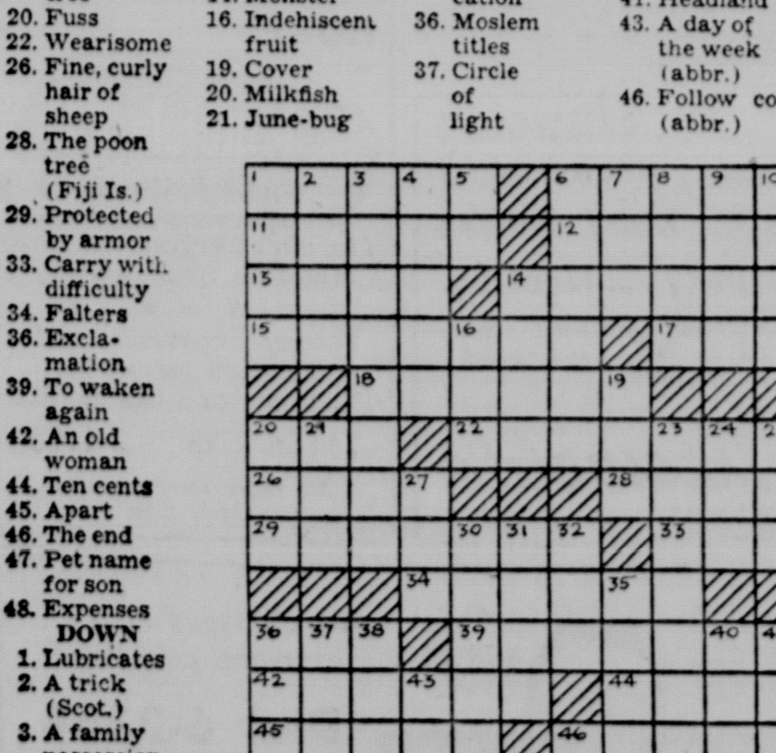 20. Fuss
22. Wearisome
26. Fine, curly
hair of
sheep
28. The poon
tree
(Fiji Is.)
29. Protected
by armor
33. Carry with
difficulty
34. Falters
36. Excla-
mation
39. To waken
again
42. An old
woman
44. Ten cents
45. Apart
46. The end
47. Pet name
for son
48. Expenses
DOWN
1. Lubricates
2. A trick
(Scot.)
3. A family
16. Indehiscent
fruit
19. Cover
20. Milkfish
21. June-bug
36. Moslem
titles
37. Circle
of
light
43. A day of
the week
(abbr.)
46. Follow co
(abbr.)
1 2 3 4 5 6 7 8 9 10
11 12
13 14
15 16 17
18 19
20 21 22 23 24
26 27 28
29 30 31 32 33
34 35
36 37 38 39 40
42 43 44
45 46